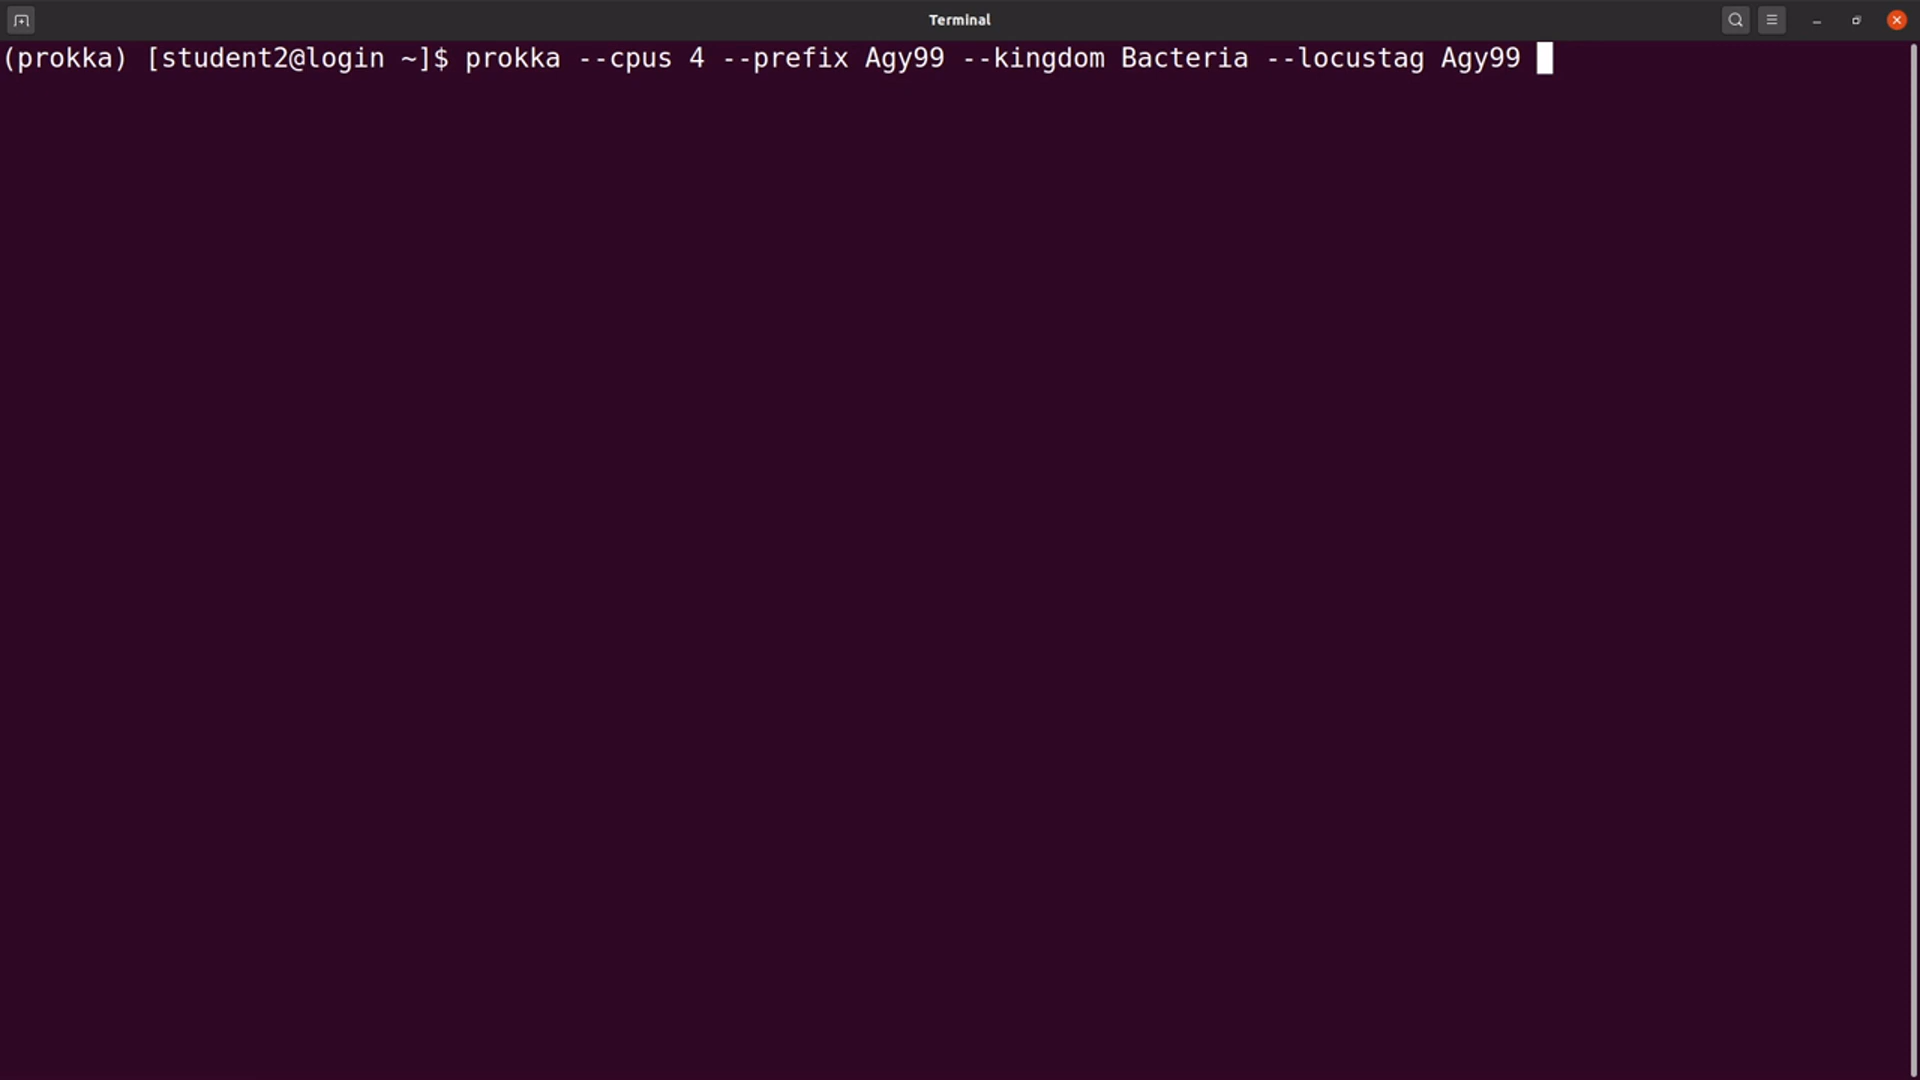 Terminal
(prokka) [student2@login ~]$ prokka --cpus 4 --prefix Agy99 --kingdom Bacteria --locustag Agy99